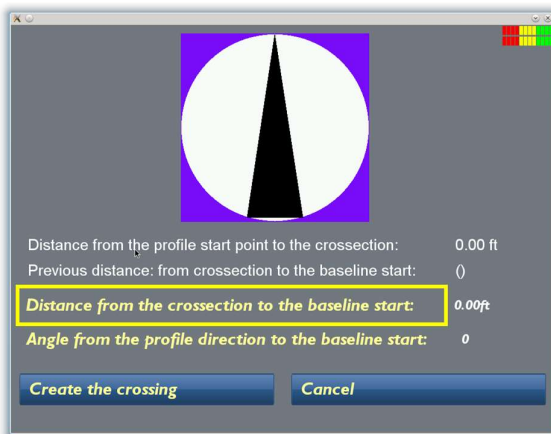 Distance from the profile start point to the crossection: 0.00 ft
Previous distance: from crossection to the baseline start: ()
Distance from the crossection to the baseline start: 0.00ft
Angle from the profile direction to the baseline start: 0
Create the crossing Cancel